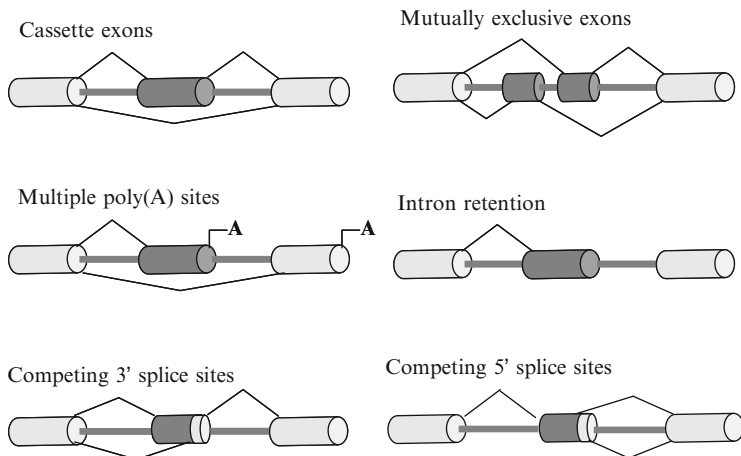 Cassette exons
Mutually exclusive exons
Multiple poly(A) sites
A
A
Intron retention
Competing 3’ splice sites
Competing 5’ splice sites